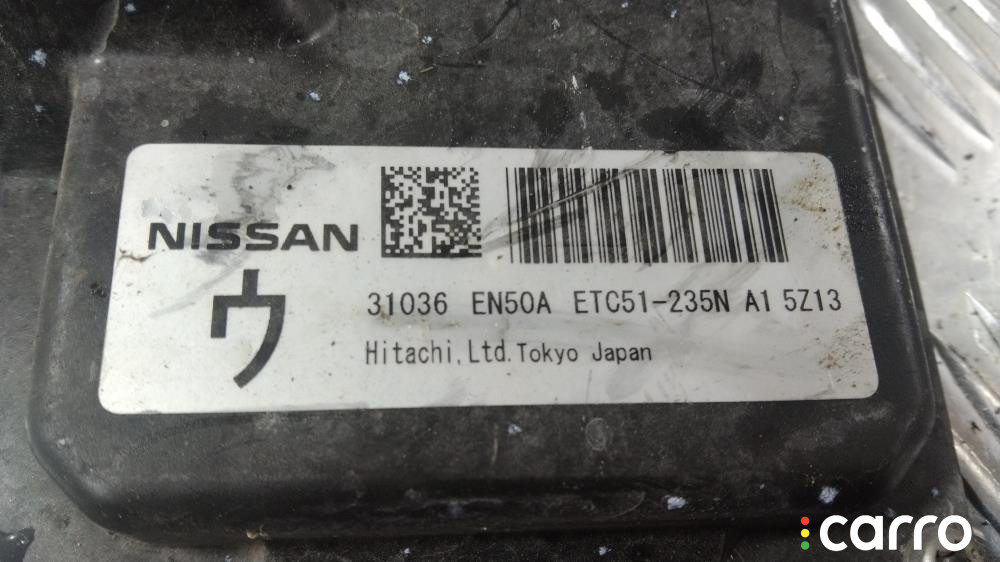 NISSAN
ウ
31036 EN50A ETC51-235N A1 5Z13
Hitachi,Ltd.Tokyo Japan
carro